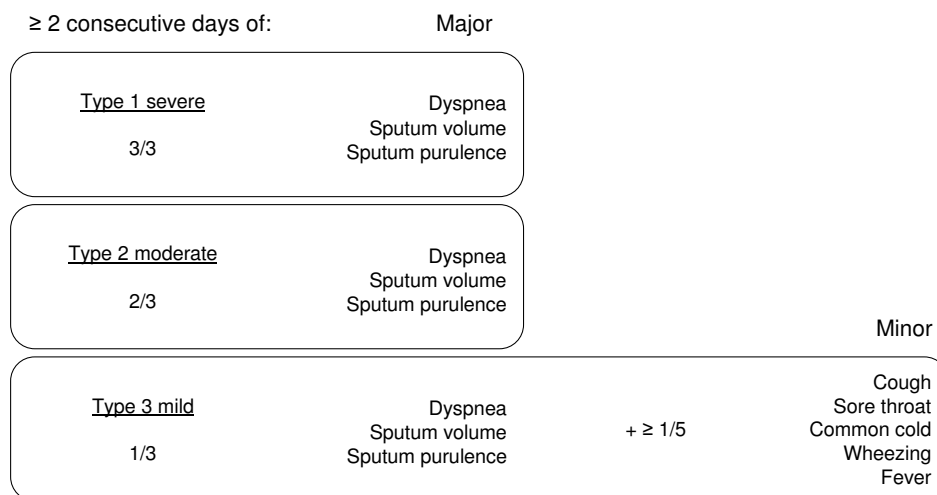 ≥ 2 consecutive days of:
Major
Type 1 severe
3/3
Dyspnea
Sputum volume
Sputum purulence
Type 2 moderate
2/3
Dyspnea
Sputum volume
Sputum purulence
Minor
Type 3 mild
1/3
Dyspnea
Sputum volume
Sputum purulence
+ ≥ 1/5
Cough
Sore throat
Common cold
Wheezing
Fever